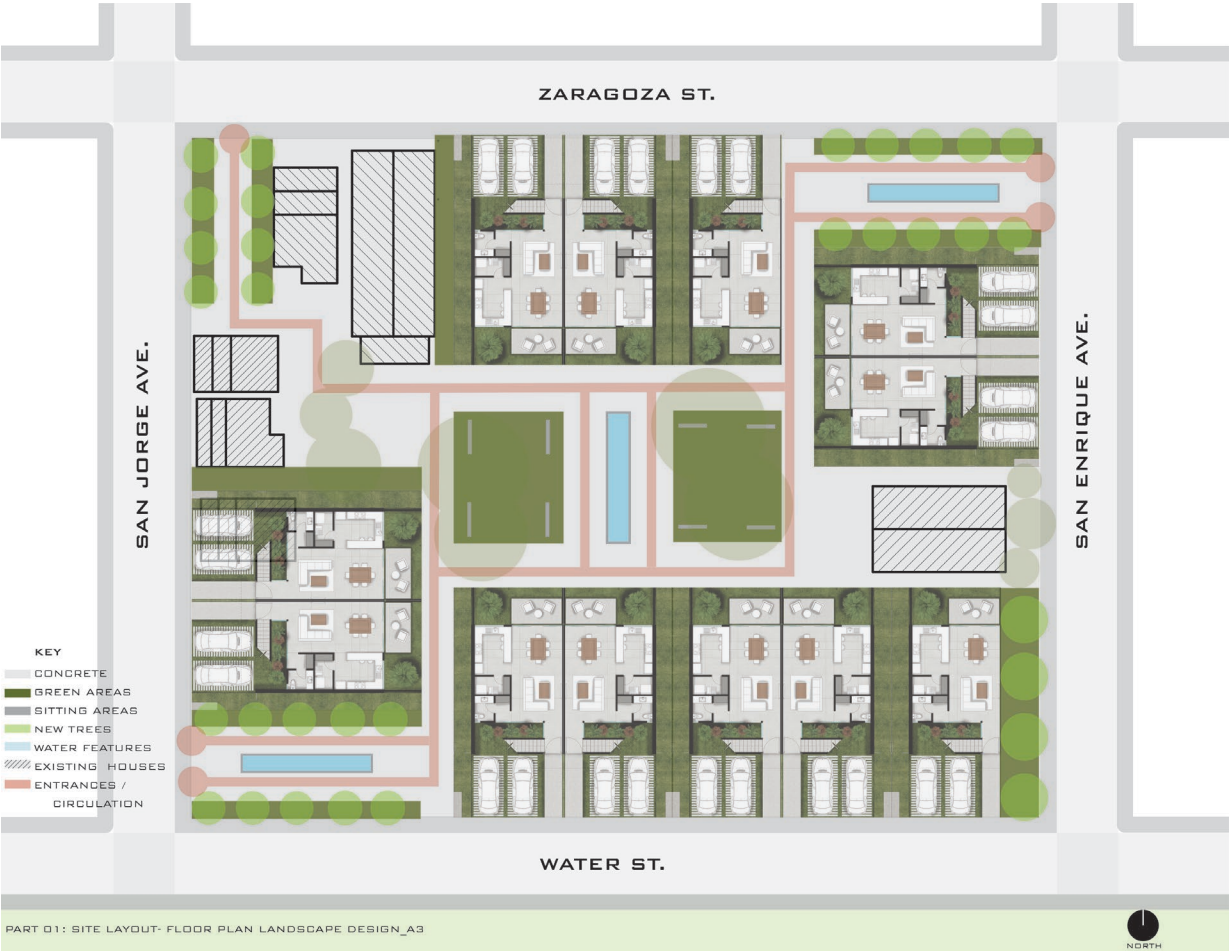 ZARAGOZA ST.
SAN JORGE AVE.
SAN ENRIQUE AVE.
KEY
CONCRETE
GREEN AREAS
SITTING AREAS
NEW TREES
WATER FEATURES
EXISTING HOUSES
ENTRANCES /
CIRCULATION
WATER ST.
PART 01: SITE LAYOUT- FLOOR PLAN LANDSCAPE DESIGN_A3
NORTH